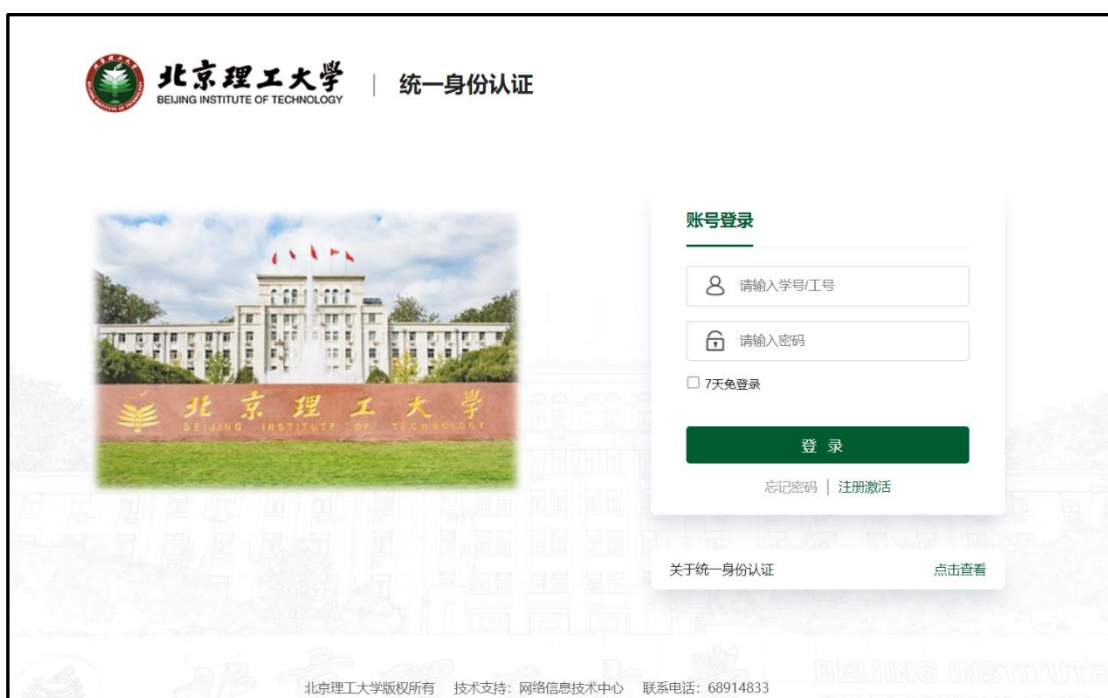 北京理工大学
BEIJING INSTITUTE OF TECHNOLOGY
统一身份认证
北京理工大学
BEIJING INSTITUTE OF TECHNOLOGY
账号登录
请输入学号/工号
请输入密码
7天免登录
登 录
忘记密码 | 注册激活
关于统一身份认证 点击查看
BEIJING INSTITUTE
北京理工大学版权所有 技术支持：网络信息技术中心 联系电话：68914833